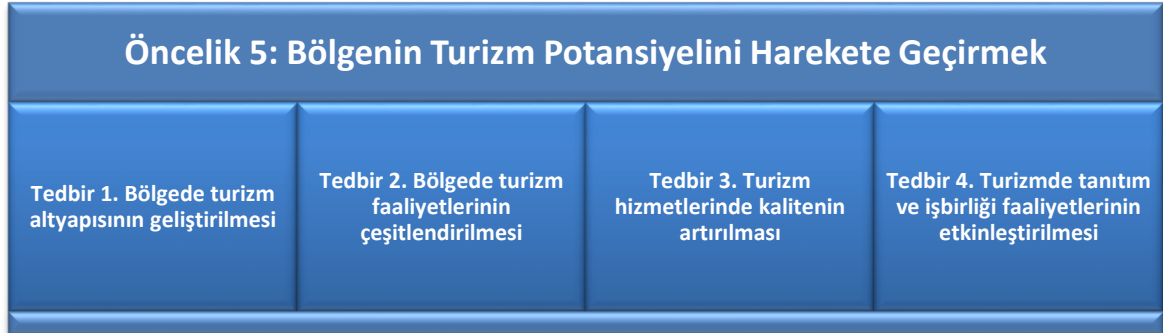 Öncelik 5: Bölgenin Turizm Potansiyelini Harekete Geçirmek
Tedbir 1. Bölgede turizm
altyapısının geliştirilmesi
Tedbir 2. Bölgede turizm
faaliyetlerinin
çeşitlendirilmesi
Tedbir 3. Turizm
hizmetlerinde kalitenin
artırılması
Tedbir 4. Turizmde tanıtım
ve işbirliği faaliyetlerinin
etkinleştirilmesi